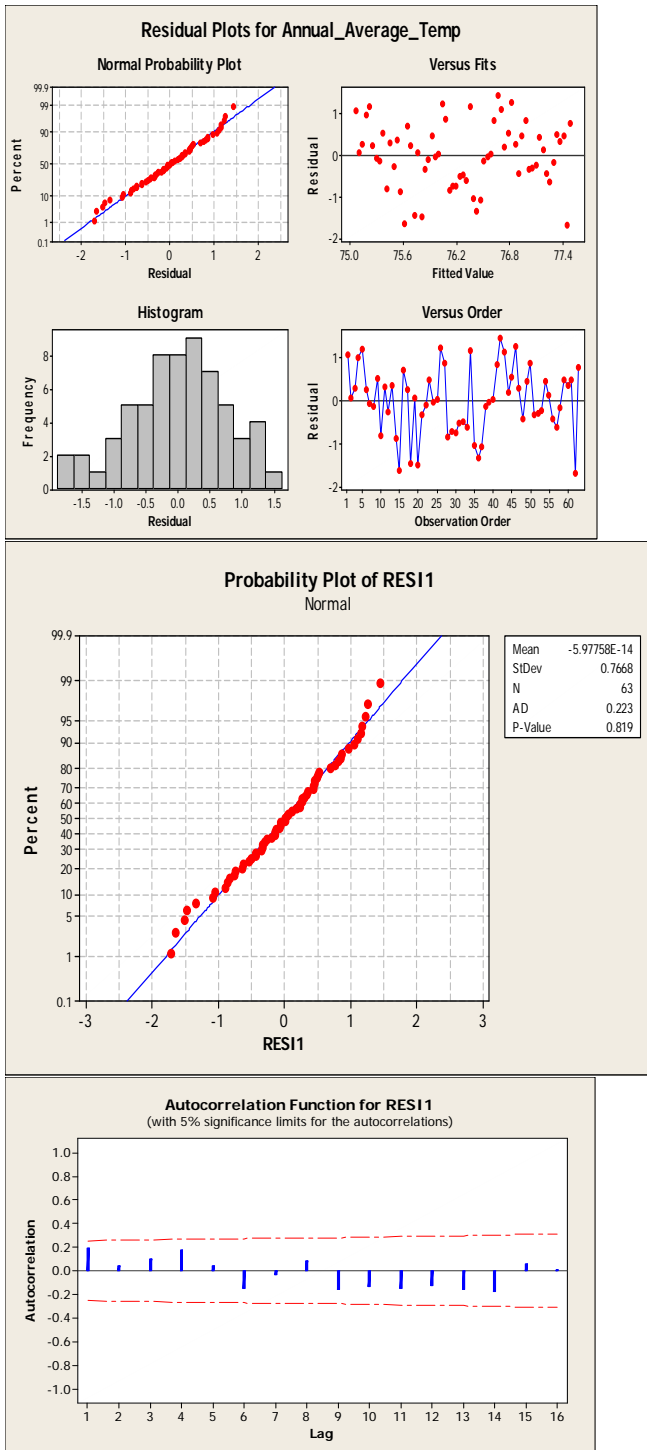 Residual Plots for Annual_Average_Temp
Normal Probability Plot
Percent
99.9
99
90
50
10
1
0.1
-2 -1 0 1 2
Residual
Versus Fits
Residual
1
0
-1
-2
75.0 75.6 76.2 76.8 77.4
Fitted Value
Histogram
Frequency
8
6
4
2
0
-1.5 -1.0 -0.5 0.0 0.5 1.0 1.5
Residual
Versus Order
Residual
1
0
-1
-2
1 5 10 15 20 25 30 35 40 45 50 55 60
Observation Order
Probability Plot of RESI1
Normal
Percent
99.9
99
95
90
80
70
60
50
40
30
20
10
5
1
0.1
-3 -2 -1 0 1 2 3
RESI1
Mean -5.97758E-14
StDev 0.7668
N 63
AD 0.223
P-Value 0.819
Autocorrelation Function for RESI1
(with 5% significance limits for the autocorrelations)
Autocorrelation
1.0
0.8
0.6
0.4
0.2
0.0
-0.2
-0.4
-0.6
-0.8
-1.0
1 2 3 4 5 6 7 8 9 10 11 12 13 14 15 16
Lag